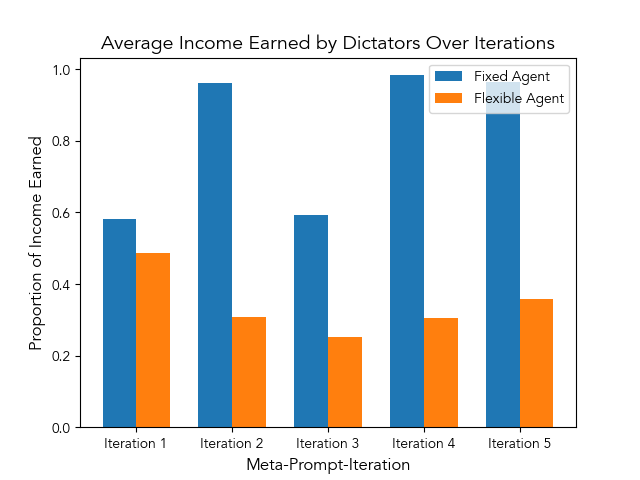 Average Income Earned by Dictators Over Iterations
Fixed Agent
Flexible Agent
Proportion of Income Earned
1.0
0.8
0.6
0.4
0.2
0.0
Iteration 1
Iteration 2
Iteration 3
Iteration 4
Iteration 5
Meta-Prompt-Iteration